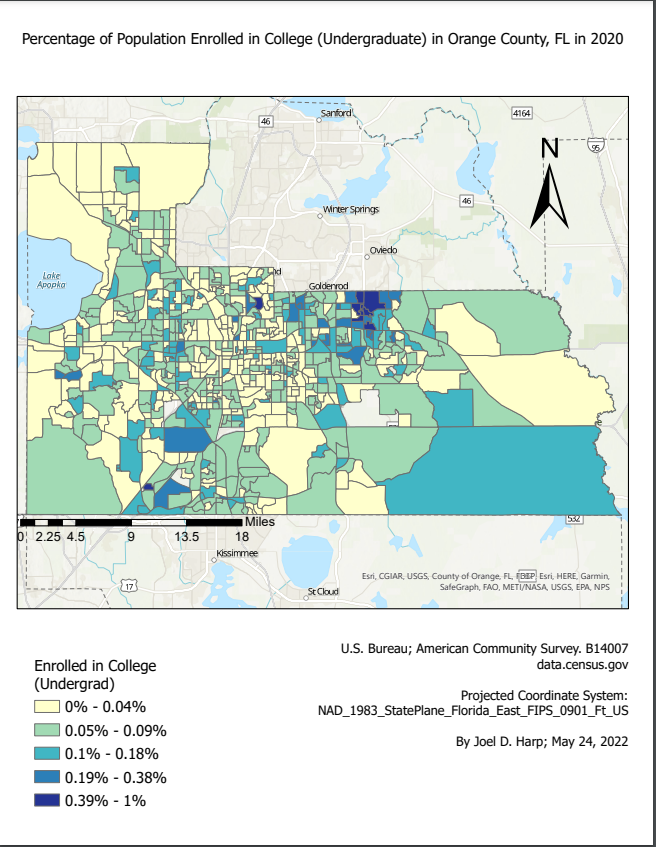 Percentage of Population Enrolled in College (Undergraduate) in Orange County, FL in 2020
Sanford
46
4164
N
95
46
Winter Springs
Oviedo
nd
Goldenrod
Lake
Apopka
Miles
0 2.25 4.5 9 13.5 18
532
Kissimmee
17
St Cloud
Esri, CGIAR, USGS, County of Orange, FL, Esri, HERE, Garmin,
SafeGraph, FAO, METI/NASA, USGS, EPA, NPS
U.S. Bureau; American Community Survey. B14007
data.census.gov
Enrolled in College
(Undergrad)
0% - 0.04%
0.05% - 0.09%
0.1% - 0.18%
0.19% - 0.38%
0.39% - 1%
Projected Coordinate System:
NAD_1983_StatePlane_Florida_East_FIPS_0901_Ft_US
By Joel D. Harp; May 24, 2022